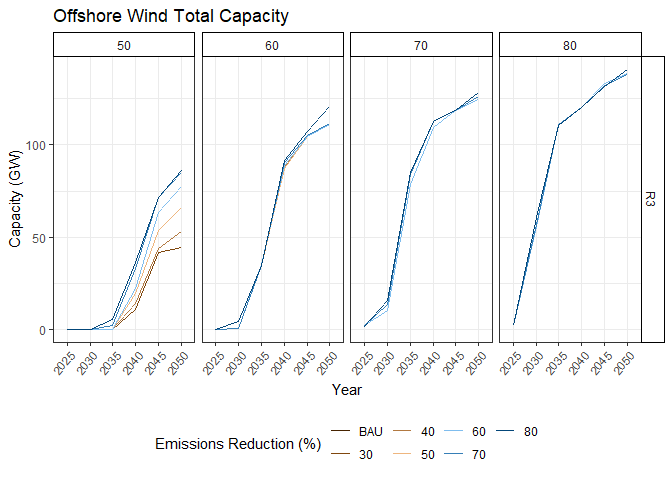 Offshore Wind Total Capacity
50 60 70 80
R3
Capacity (GW)
100
50
0
2025 2030 2035 2040 2045 2050 2025 2030 2035 2040 2045 2050 2025 2030 2035 2040 2045 2050 2025 2030 2035 2040 2045 2050
Year
Emissions Reduction (%) BAU 40 60 80
30 50 70